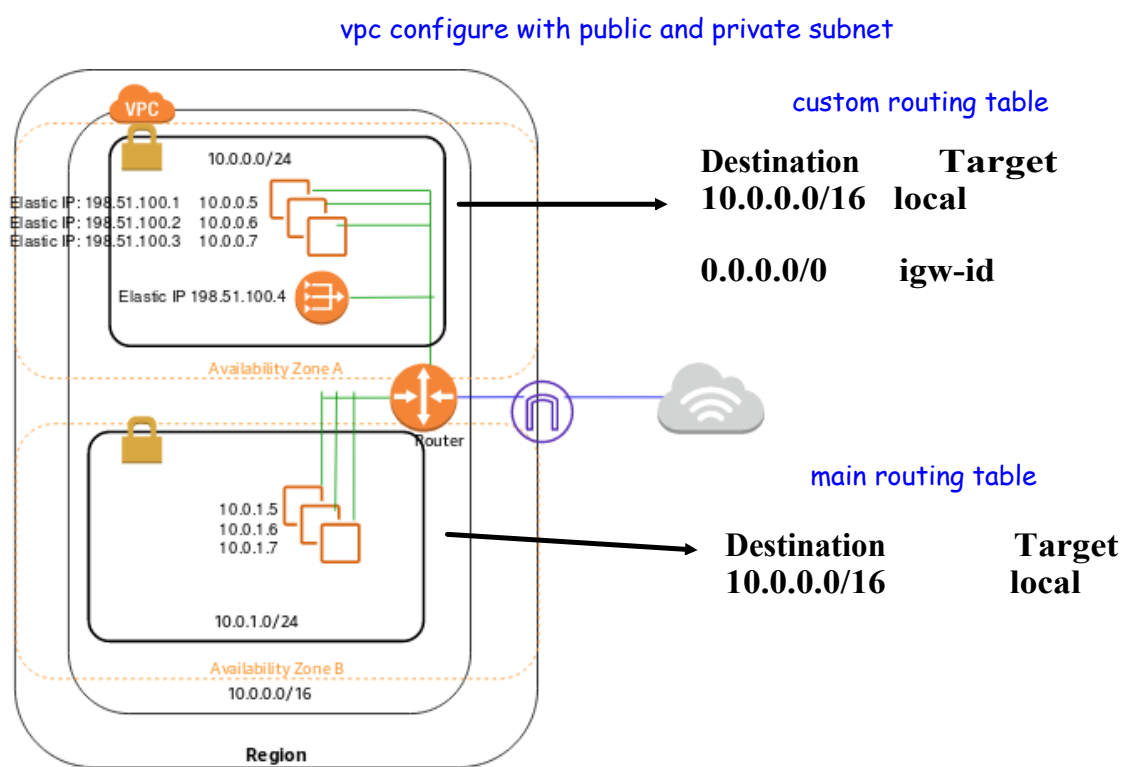 vpc configure with public and private subnet
custom routing table
VPC
10.0.0.0/24
Destination Target
10.0.0.0/16 local
0.0.0.0/0 igw-id
Elastic IP: 198.51.100.1 10.0.0.5
Elastic IP: 198.51.100.2 10.0.0.6
Elastic IP: 198.51.100.3 10.0.0.7
Elastic IP 198.51.100.4
Availability Zone A
Router
main routing table
Destination Target
10.0.0.0/16 local
10.0.1.5
10.0.1.6
10.0.1.7
10.0.1.0/24
Availability Zone B
10.0.0.0/16
Region